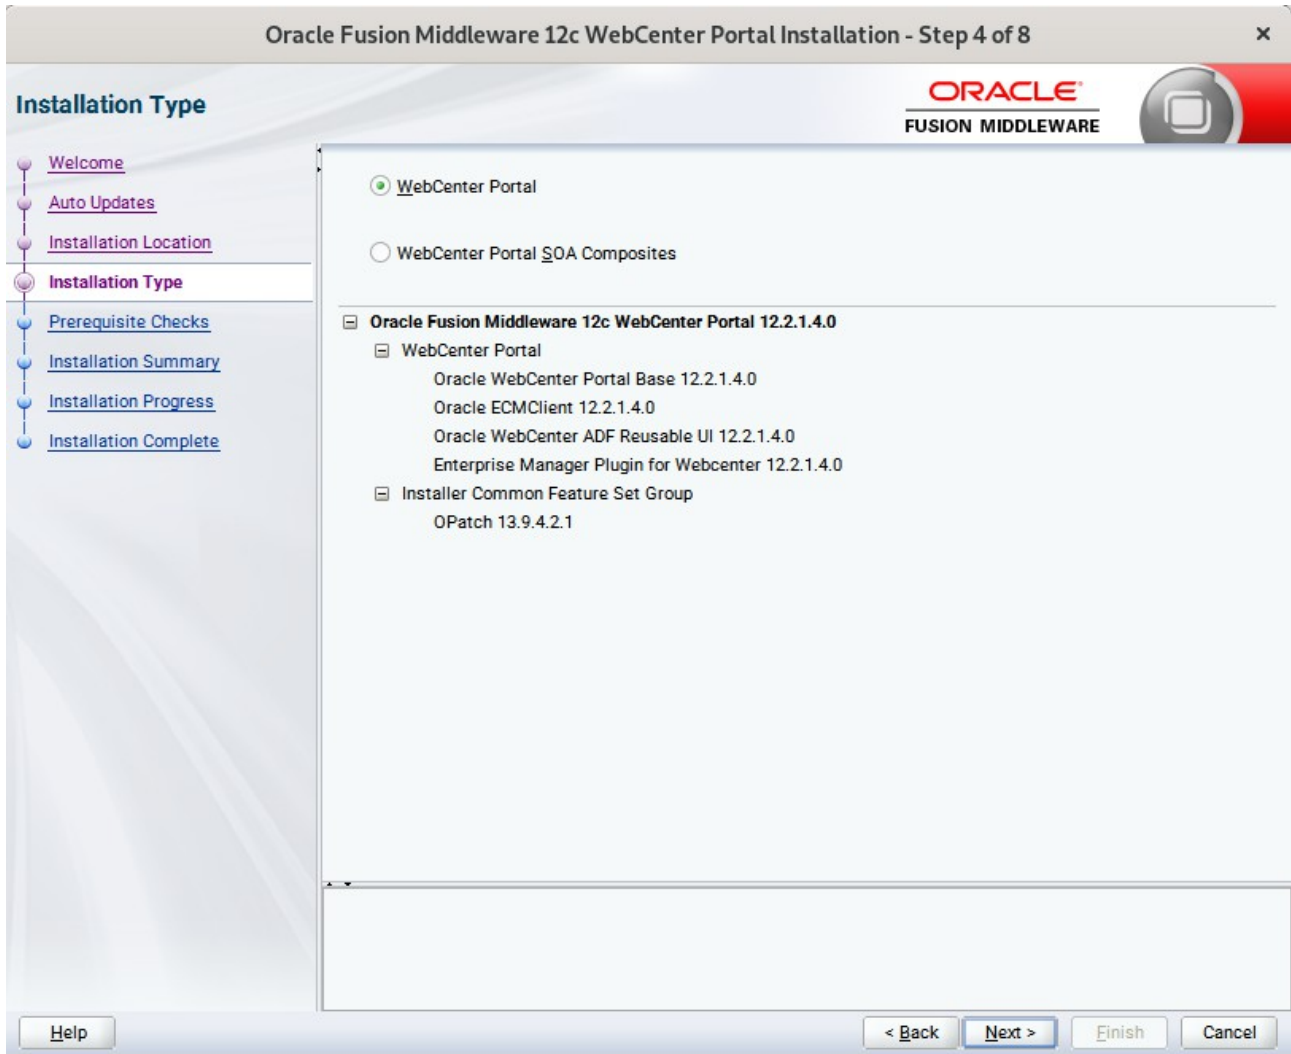 Oracle Fusion Middleware 12c WebCenter Portal Installation - Step 4 of 8
Installation Type
ORACLE
FUSION MIDDLEWARE
Welcome
Auto Updates
Installation Location
Installation Type
Prerequisite Checks
Installation Summary
Installation Progress
Installation Complete
WebCenter Portal
WebCenter Portal SOA Composites
Oracle Fusion Middleware 12c WebCenter Portal 12.2.1.4.0
WebCenter Portal
Oracle WebCenter Portal Base 12.2.1.4.0
Oracle ECMClient 12.2.1.4.0
Oracle WebCenter ADF Reusable UI 12.2.1.4.0
Enterprise Manager Plugin for Webcenter 12.2.1.4.0
Installer Common Feature Set Group
OPatch 13.9.4.2.1
Help
< Back
Next >
Finish
Cancel